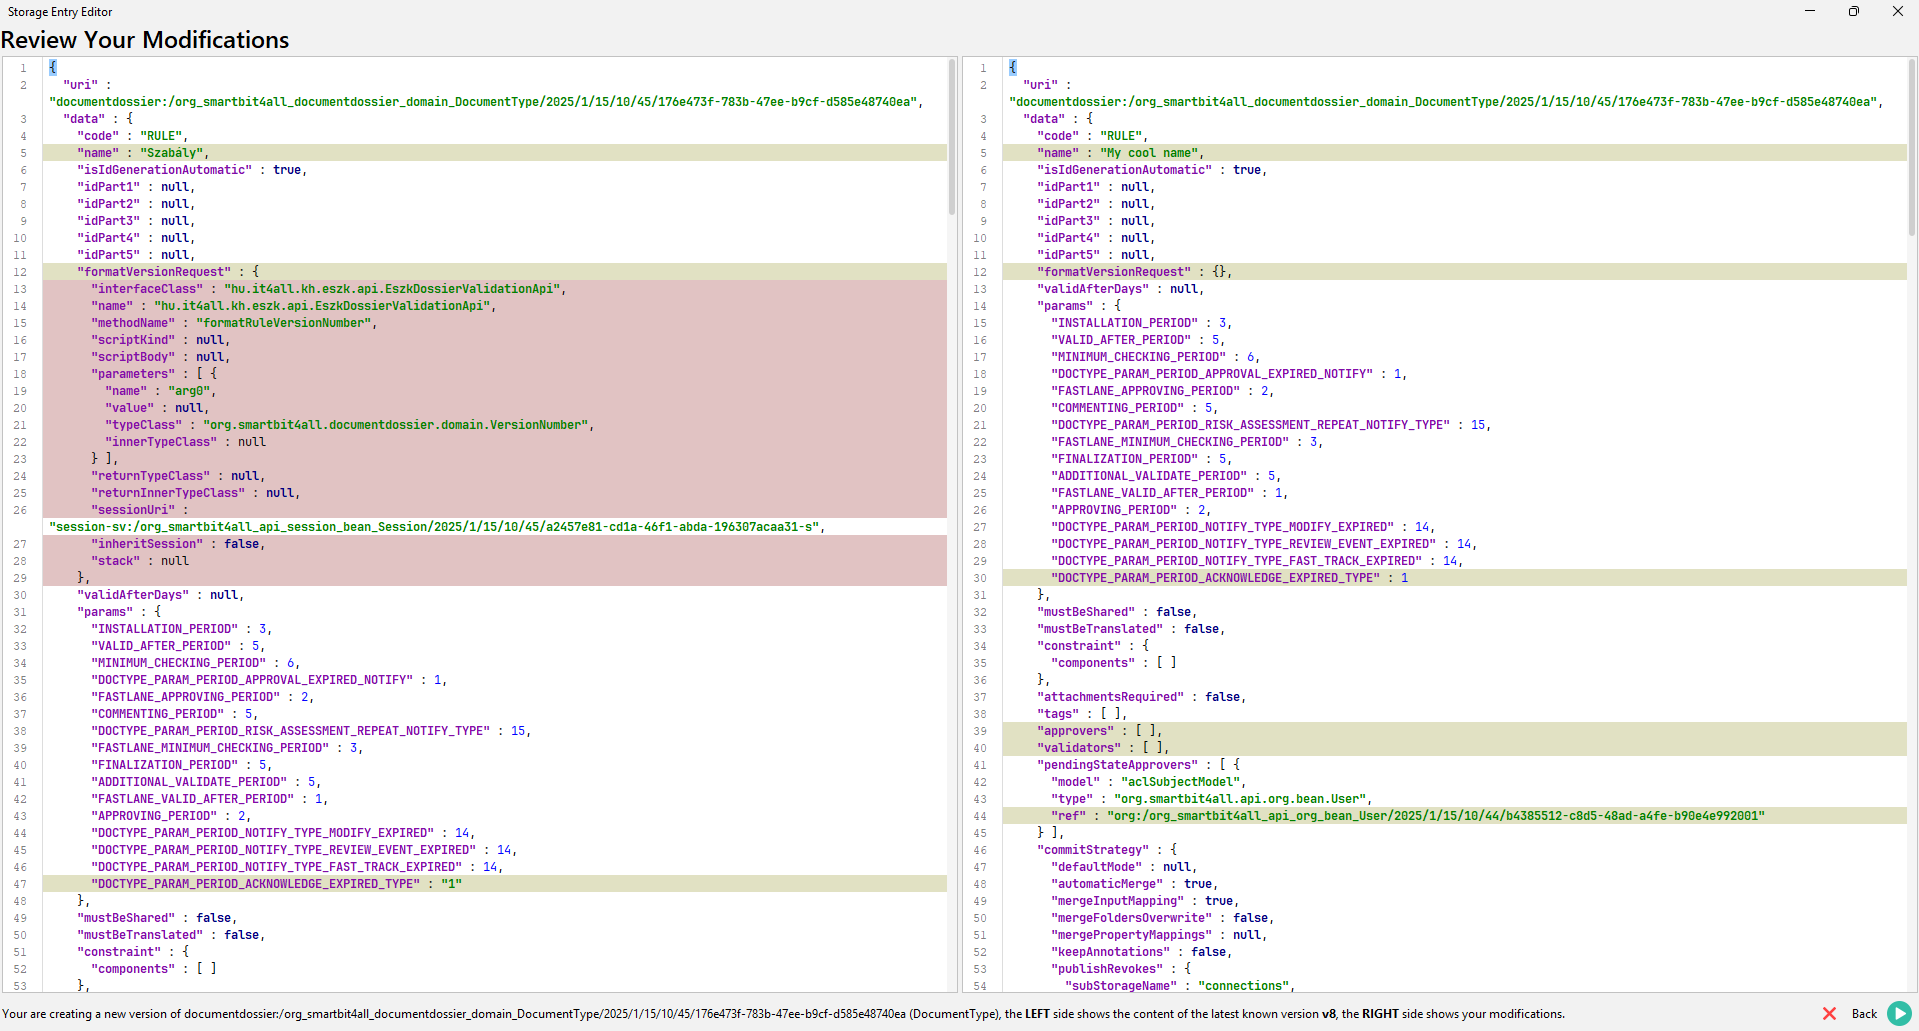 Storage Entry Editor
Review Your Modifications
1 {
2 "uri" :
"documentdossier:/org_smartbit4all_documentdossier_domain_DocumentType/2025/1/15/10/45/176e473f-783b-47ee-b9cf-d585e48740ea",
3 "data" : {
4 "code" : "RULE",
5 "name" : "Szabály",
6 "isIdGenerationAutomatic" : true,
7 "idPart1" : null,
8 "idPart2" : null,
9 "idPart3" : null,
10 "idPart4" : null,
11 "idPart5" : null,
12 "formatVersionRequest" : {
13 "interfaceClass" : "hu.it4all.kh.eszk.api.EszkDossierValidationApi",
14 "name" : "hu.it4all.kh.eszk.api.EszkDossierValidationApi",
15 "methodName" : "formatRuleVersionNumber",
16 "scriptKind" : null,
17 "scriptBody" : null,
18 "parameters" : [ {
19 "name" : "arg0",
20 "value" : null,
21 "typeClass" : "org.smartbit4all.documentdossier.domain.VersionNumber",
22 "innerTypeClass" : null
23 } ],
24 "returnTypeClass" : null,
25 "returnInnerTypeClass" : null,
26 "sessionUri" :
"session-sv:/org_smartbit4all_api_session_bean_Session/2025/1/15/10/45/a2457e81-cd1a-46f1-abda-196307acaa31-s",
27 "inheritSession" : false,
28 "stack" : null
29 },
30 "validAfterDays" : null,
31 "params" : {
32 "INSTALLATION_PERIOD" : 3,
33 "VALID_AFTER_PERIOD" : 5,
34 "MINIMUM_CHECKING_PERIOD" : 6,
35 "DOCTYPE_PARAM_PERIOD_APPROVAL_EXPIRED_NOTIFY" : 1,
36 "FASTLANE_APPROVING_PERIOD" : 2,
37 "COMMENTING_PERIOD" : 5,
38 "DOCTYPE_PARAM_PERIOD_RISK_ASSESSMENT_REPEAT_NOTIFY_TYPE" : 15,
39 "FASTLANE_MINIMUM_CHECKING_PERIOD" : 3,
40 "FINALIZATION_PERIOD" : 5,
41 "ADDITIONAL_VALIDATE_PERIOD" : 5,
42 "FASTLANE_VALID_AFTER_PERIOD" : 1,
43 "APPROVING_PERIOD" : 2,
44 "DOCTYPE_PARAM_PERIOD_NOTIFY_TYPE_MODIFY_EXPIRED" : 14,
45 "DOCTYPE_PARAM_PERIOD_NOTIFY_TYPE_REVIEW_EVENT_EXPIRED" : 14,
46 "DOCTYPE_PARAM_PERIOD_NOTIFY_TYPE_FAST_TRACK_EXPIRED" : 14,
47 "DOCTYPE_PARAM_PERIOD_ACKNOWLEDGE_EXPIRED_TYPE" : "1"
48 },
49 "mustBeShared" : false,
50 "mustBeTranslated" : false,
51 "constraint" : {
52 "components" : [ ]
53 },
1 {
2 "uri" :
"documentdossier:/org_smartbit4all_documentdossier_domain_DocumentType/2025/1/15/10/45/176e473f-783b-47ee-b9cf-d585e48740ea",
3 "data" : {
4 "code" : "RULE",
5 "name" : "My cool name",
6 "isIdGenerationAutomatic" : true,
7 "idPart1" : null,
8 "idPart2" : null,
9 "idPart3" : null,
10 "idPart4" : null,
11 "idPart5" : null,
12 "formatVersionRequest" : {},
13 "validAfterDays" : null,
14 "params" : {
15 "INSTALLATION_PERIOD" : 3,
16 "VALID_AFTER_PERIOD" : 5,
17 "MINIMUM_CHECKING_PERIOD" : 6,
18 "DOCTYPE_PARAM_PERIOD_APPROVAL_EXPIRED_NOTIFY" : 1,
19 "FASTLANE_APPROVING_PERIOD" : 2,
20 "COMMENTING_PERIOD" : 5,
21 "DOCTYPE_PARAM_PERIOD_RISK_ASSESSMENT_REPEAT_NOTIFY_TYPE" : 15,
22 "FASTLANE_MINIMUM_CHECKING_PERIOD" : 3,
23 "FINALIZATION_PERIOD" : 5,
24 "ADDITIONAL_VALIDATE_PERIOD" : 5,
25 "FASTLANE_VALID_AFTER_PERIOD" : 1,
26 "APPROVING_PERIOD" : 2,
27 "DOCTYPE_PARAM_PERIOD_NOTIFY_TYPE_MODIFY_EXPIRED" : 14,
28 "DOCTYPE_PARAM_PERIOD_NOTIFY_TYPE_REVIEW_EVENT_EXPIRED" : 14,
29 "DOCTYPE_PARAM_PERIOD_NOTIFY_TYPE_FAST_TRACK_EXPIRED" : 14,
30 "DOCTYPE_PARAM_PERIOD_ACKNOWLEDGE_EXPIRED_TYPE" : 1
31 },
32 "mustBeShared" : false,
33 "mustBeTranslated" : false,
34 "constraint" : {
35 "components" : [ ]
36 },
37 "attachmentsRequired" : false,
38 "tags" : [ ],
39 "approvers" : [ ],
40 "validators" : [ ],
41 "pendingStateApprovers" : [ {
42 "model" : "aclSubjectModel",
43 "type" : "org.smartbit4all.api.org.bean.User",
44 "ref" : "org:/org_smartbit4all_api_org_bean_User/2025/1/15/10/44/b4385512-c8d5-48ad-a4fe-b90e4e992001"
45 } ],
46 "commitStrategy" : {
47 "defaultMode" : null,
48 "automaticMerge" : true,
49 "mergeInputMapping" : true,
50 "mergeFoldersOverwrite" : false,
51 "mergePropertyMappings" : null,
52 "keepAnnotations" : false,
53 "publishRevokes" : {
54 "subStorageName" : "connections",
Your are creating a new version of documentdossier:/org_smartbit4all_documentdossier_domain_DocumentType/2025/1/15/10/45/176e473f-783b-47ee-b9cf-d585e48740ea (DocumentType), the LEFT side shows the content of the latest known version v8, the RIGHT side shows your modifications.
Back